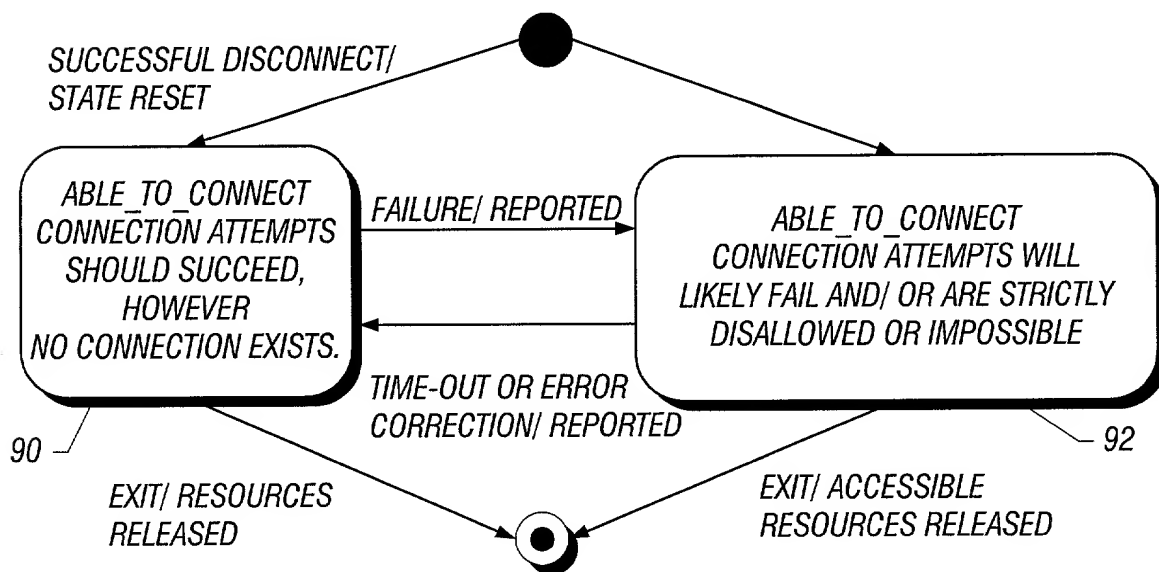 SUCCESSFUL DISCONNECT/
STATE RESET
ABLE_TO_CONNECT
CONNECTION ATTEMPTS
SHOULD SUCCEED,
HOWEVER
NO CONNECTION EXISTS.
FAILURE/ REPORTED
ABLE_TO_CONNECT
CONNECTION ATTEMPTS WILL
LIKELY FAIL AND/ OR ARE STRICTLY
DISALLOWED OR IMPOSSIBLE
TIME-OUT OR ERROR
CORRECTION/ REPORTED
90
92
EXIT/ RESOURCES
RELEASED
EXIT/ ACCESSIBLE
RESOURCES RELEASED